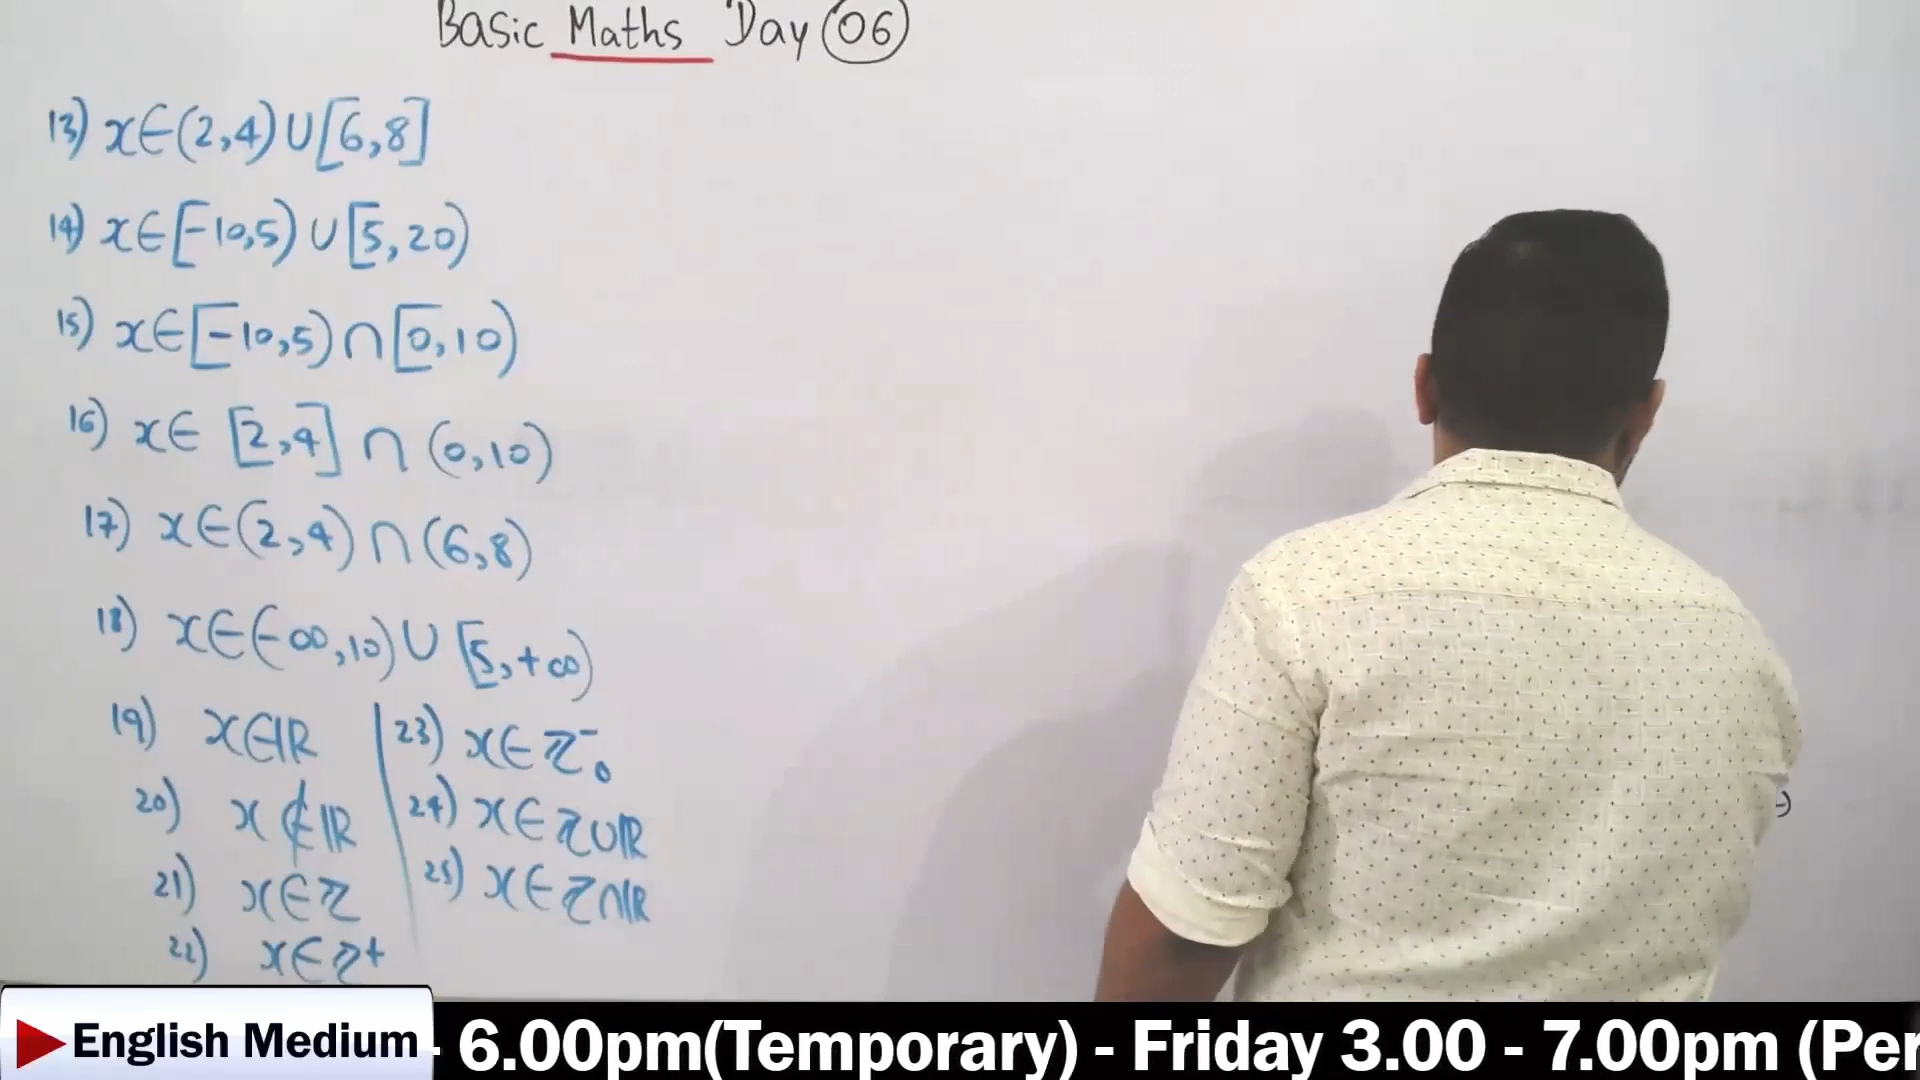 Basic Maths Day 06
13) x∈(2,4)∪[6,8]
14) x∈[-10,5)∪[5,20)
15) x∈[-10,5)∩[0,10)
16) x∈ [2,4] ∩ (0,10)
17) x∈(2,4)∩(6,8)
18) x∈(-∞,10)∪ [5,+∞)
19) x∈ℝ
20) x∉ℝ
21) x∈ℤ
22) x∈ℤ⁺
23) x∈ℤ⁻₀
24) x∈ℤ∪ℝ
25) x∈ℤ∩ℝ
English Medium
- 6.00pm(Temporary) - Friday 3.00 - 7.00pm (Per